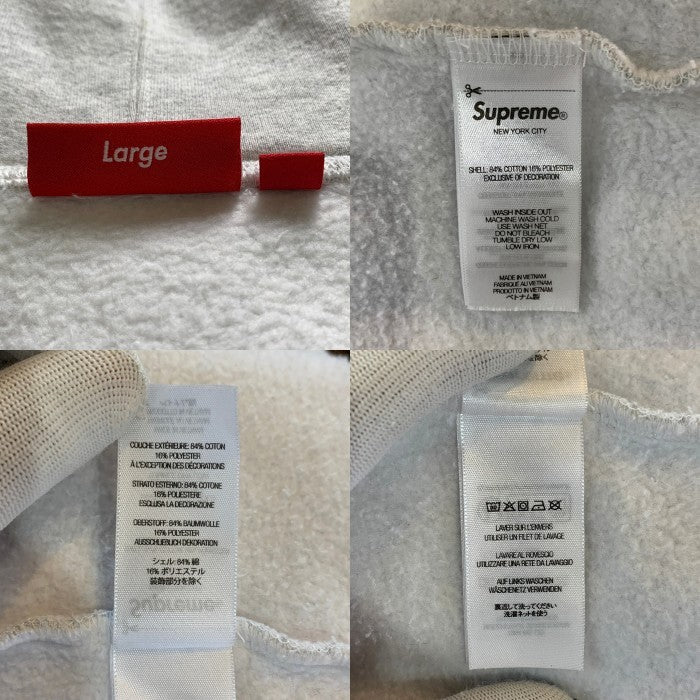 Large
Supreme®
NEW YORK CITY
SHELL: 84% COTTON 16% POLYESTER
EXCLUSIVE OF DECORATION
WASH INSIDE OUT
MACHINE WASH COLD
USE WASH NET
DO NOT BLEACH
TUMBLE DRY LOW
LOW IRON
MADE IN VIETNAM
FABRIQUÉ AU VIETNAM
PRODOTTO IN VIETNAM
ベトナム製
COUCHE EXTÉRIEURE: 84% COTON
16% POLYESTER
À L'EXCEPTION DES DÉCORATIONS
STRATO ESTERNO: 84% COTONE
16% POLIESTERE
ESCLUSA LA DECORAZIONE
OBERSTOFF: 84% BAUMWOLLE
16% POLYESTER
AUSSCHLIEßLICH DEKORATION
シェル: 84% 綿
16% ポリエステル
装飾部分を除く
LAVER SUR L'ENVERS
UTILISER UN FILET DE LAVAGE
LAVARE AL ROVESCIO
UTILIZZARE UNA RETE DA LAVAGGIO
AUF LINKS WASCHEN
WÄSCHENETZ VERWENDEN
裏返して洗ってください
洗濯ネットを使う